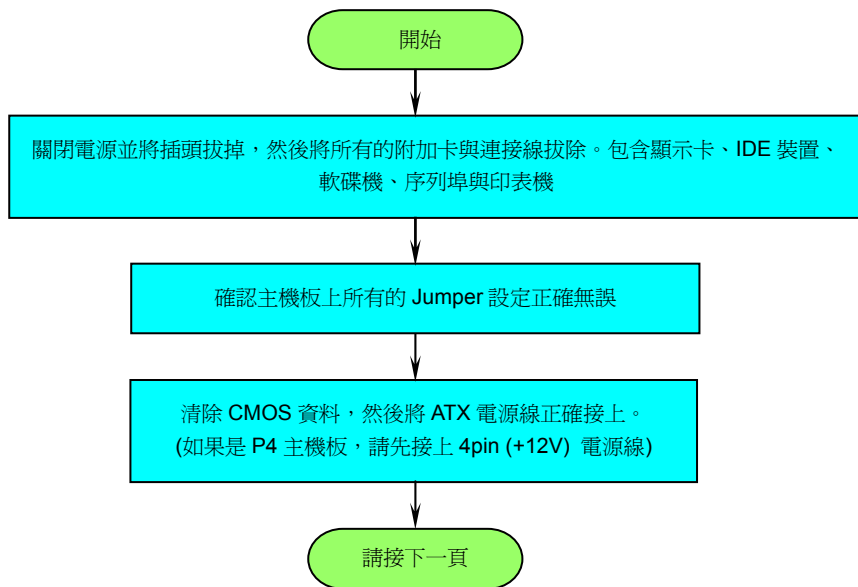 開始
關閉電源並將插頭拔掉，然後將所有的附加卡與連接線拔除。包含顯示卡、IDE 裝置、
軟碟機、序列埠與印表機
確認主機板上所有的 Jumper 設定正確無誤
清除 CMOS 資料，然後將 ATX 電源線正確接上。
(如果是 P4 主機板，請先接上 4pin (+12V) 電源線)
請接下一頁